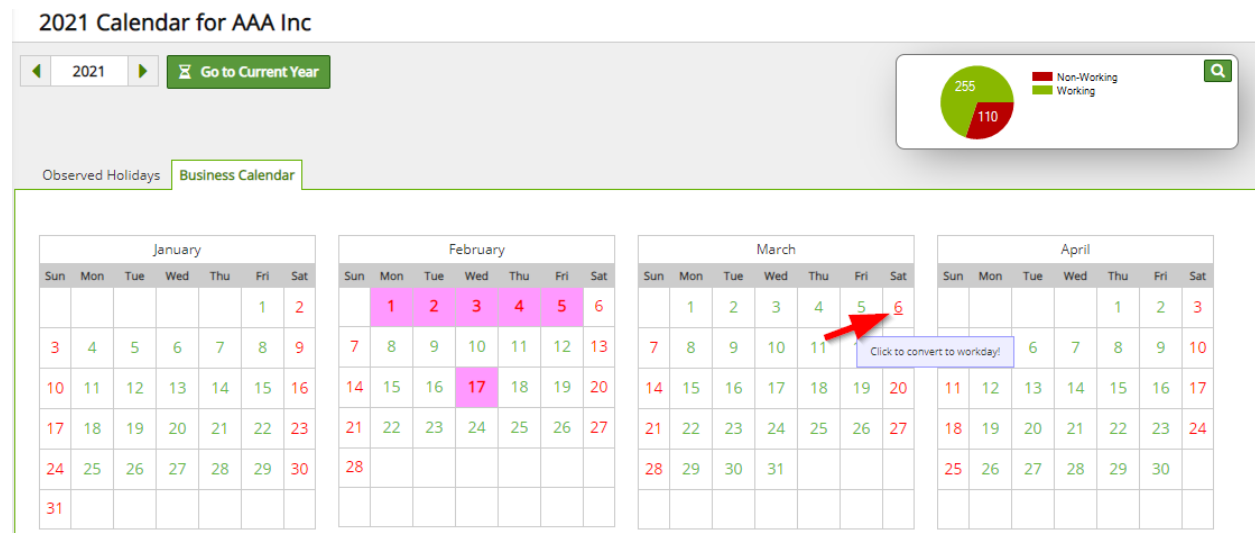 2021 Calendar for AAA Inc
2021 Go to Current Year
255
110
Non-Working
Working
Observed Holidays Business Calendar
January
Sun Mon Tue Wed Thu Fri Sat
1 2
3 4 5 6 7 8 9
10 11 12 13 14 15 16
17 18 19 20 21 22 23
24 25 26 27 28 29 30
31
February
Sun Mon Tue Wed Thu Fri Sat
1 2 3 4 5 6
7 8 9 10 11 12 13
14 15 16 17 18 19 20
21 22 23 24 25 26 27
28
March
Sun Mon Tue Wed Thu Fri Sat
1 2 3 4 5 6
7 8 9 10 11
Click to convert to workday!
14 15 16 17 18 19 20
21 22 23 24 25 26 27
28 29 30 31
April
Sun Mon Tue Wed Thu Fri Sat
1 2 3
6 7 8 9 10
11 12 13 14 15 16 17
18 19 20 21 22 23 24
25 26 27 28 29 30